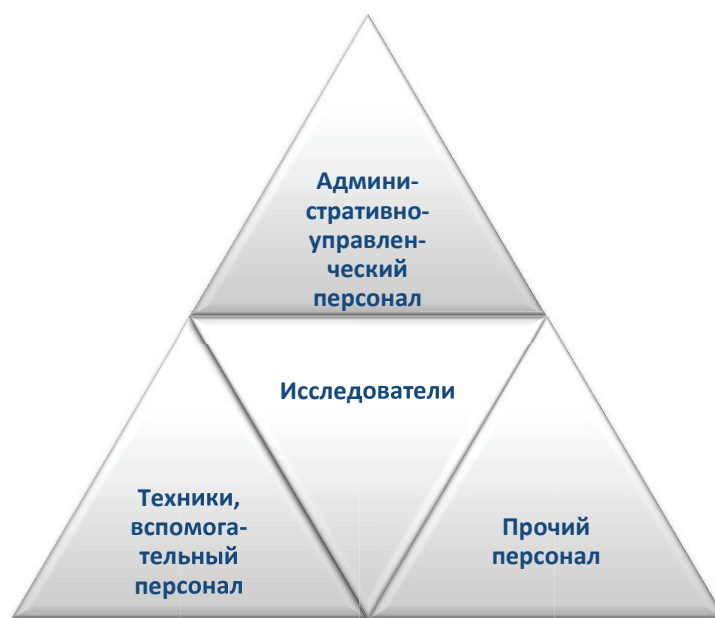 Админи-
стративно-
управлен-
ческий
персонал
Исследователи
Техники,
вспомога-
тельный
персонал
Прочий
персонал